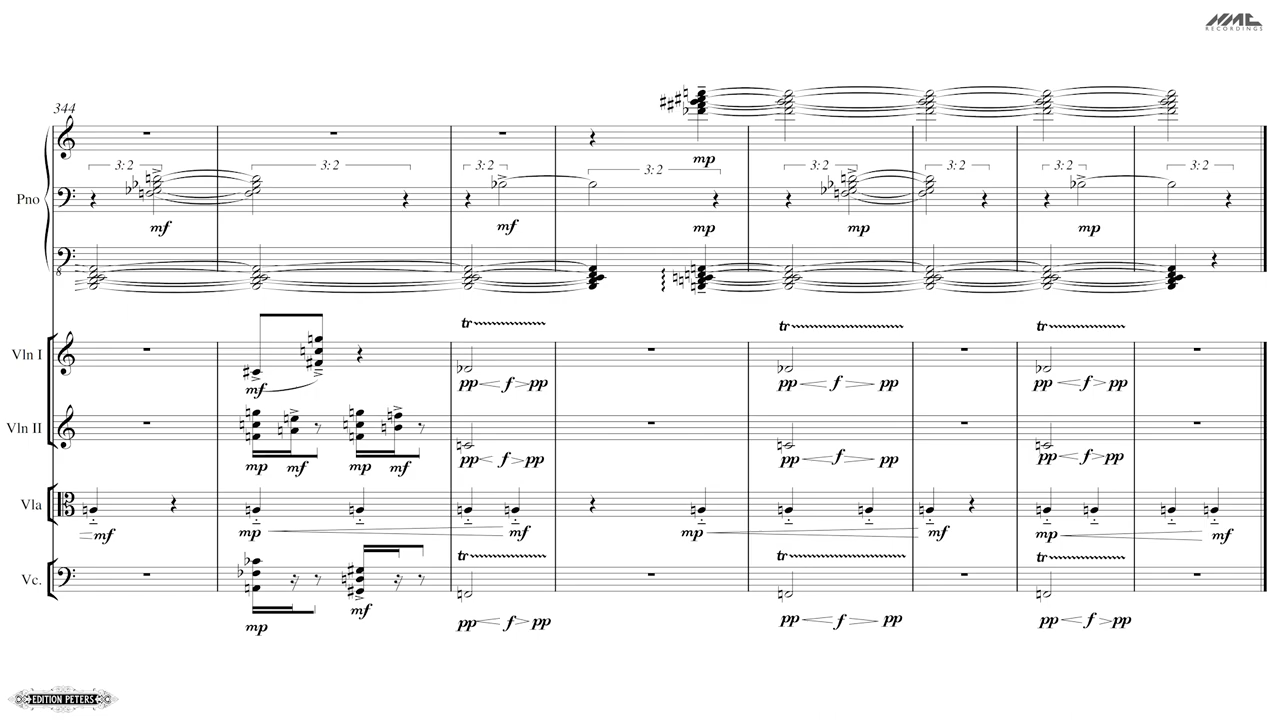 NMC
RECORDINGS
344
mp
3:2 3:2 3:2 3:2 3:2 3:2 3:2 3:2
Pno
mf mf mp mp mp
8
tr tr tr
Vln I
mf pp f pp pp f pp pp f pp
Vln II
mp mf mp mf pp f pp pp f pp pp f pp
Vla
mf mp mf mp mf mp mf
tr tr tr
Vc.
mp mf pp f pp pp f pp pp f pp
EDITION PETERS